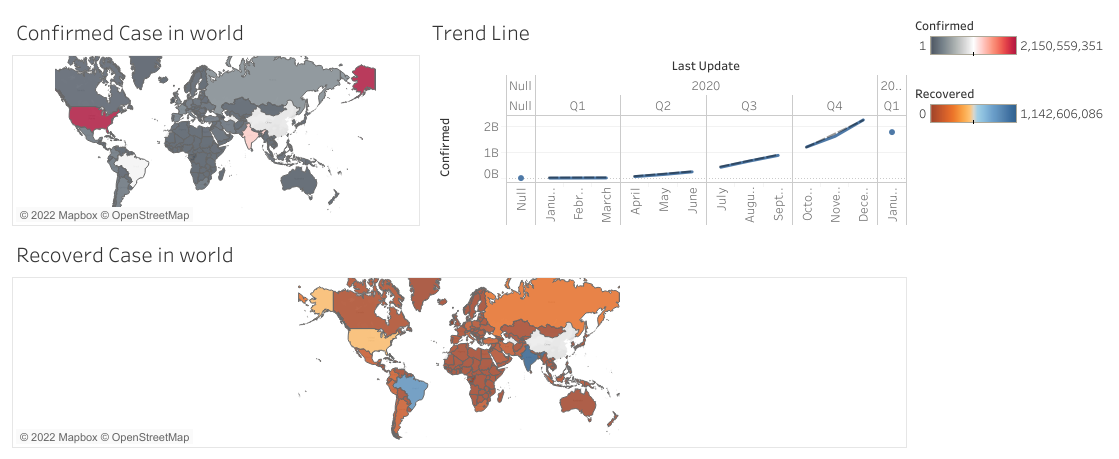 Confirmed Case in world
© 2022 Mapbox © OpenStreetMap
Trend Line
Last Update
Null 2020 20..
Null Q1 Q2 Q3 Q4 Q1
Confirmed
2B
1B
0B
Null Janu.. Febr.. March April May June July Augu.. Sept.. Octo.. Nove.. Dece.. Janu..
Confirmed
1 2,150,559,351
Recovered
0 1,142,606,086
Recoverd Case in world
© 2022 Mapbox © OpenStreetMap